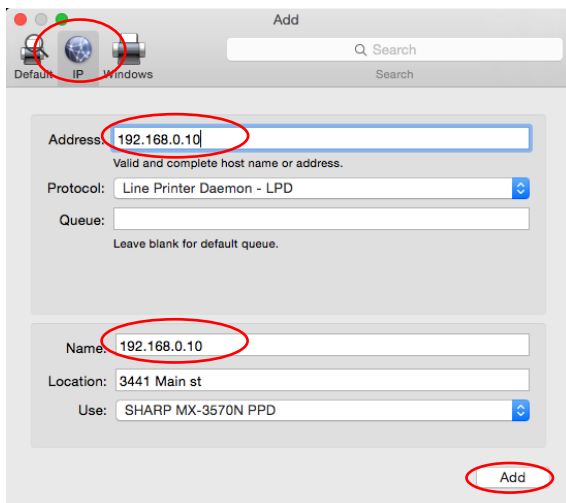 Add
Search
Default IP Windows Search
Address: 192.168.0.10
Valid and complete host name or address.
Protocol: Line Printer Daemon - LPD
Queue:
Leave blank for default queue.
Name: 192.168.0.10
Location: 3441 Main st
Use: SHARP MX-3570N PPD
Add